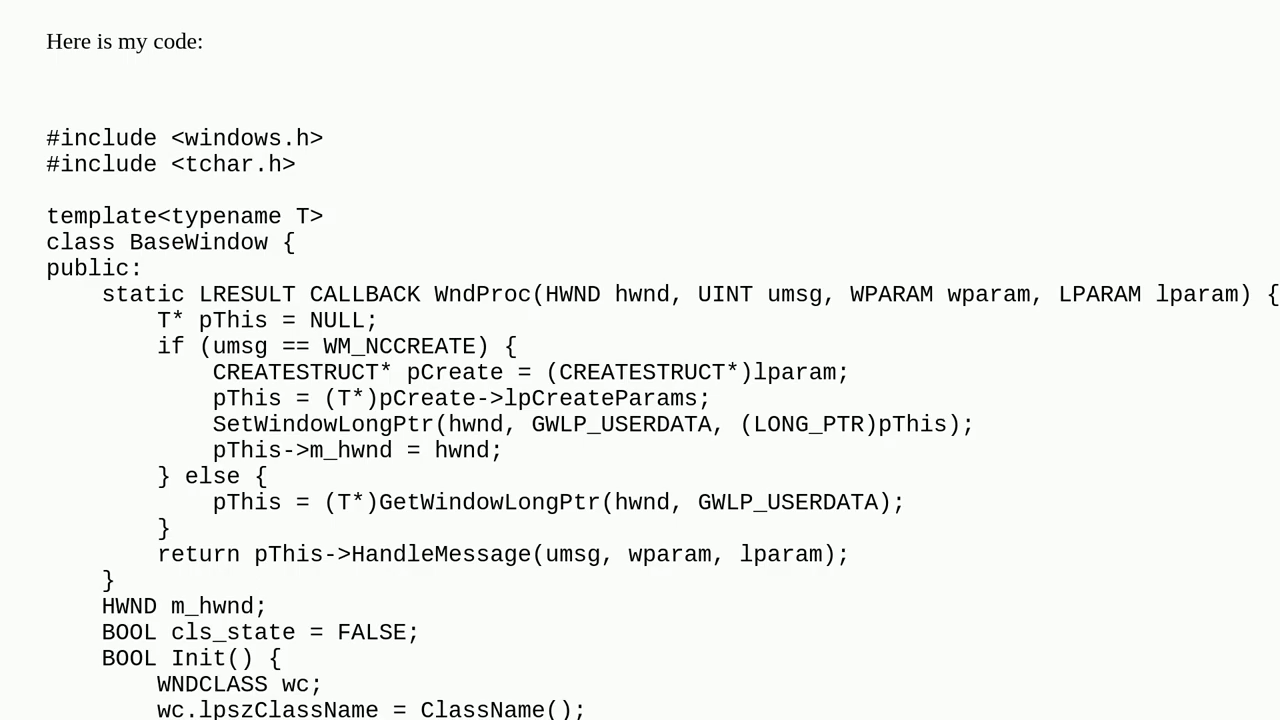 Here is my code:
#include <windows.h>
#include <tchar.h>
template<typename T>
class BaseWindow {
public:
    static LRESULT CALLBACK WndProc(HWND hwnd, UINT umsg, WPARAM wparam, LPARAM lparam) {
        T* pThis = NULL;
        if (umsg == WM_NCCREATE) {
            CREATESTRUCT* pCreate = (CREATESTRUCT*)lparam;
            pThis = (T*)pCreate->lpCreateParams;
            SetWindowLongPtr(hwnd, GWLP_USERDATA, (LONG_PTR)pThis);
            pThis->m_hwnd = hwnd;
        } else {
            pThis = (T*)GetWindowLongPtr(hwnd, GWLP_USERDATA);
        }
        return pThis->HandleMessage(umsg, wparam, lparam);
    }
    HWND m_hwnd;
    BOOL cls_state = FALSE;
    BOOL Init() {
        WNDCLASS wc;
        wc.lpszClassName = ClassName();